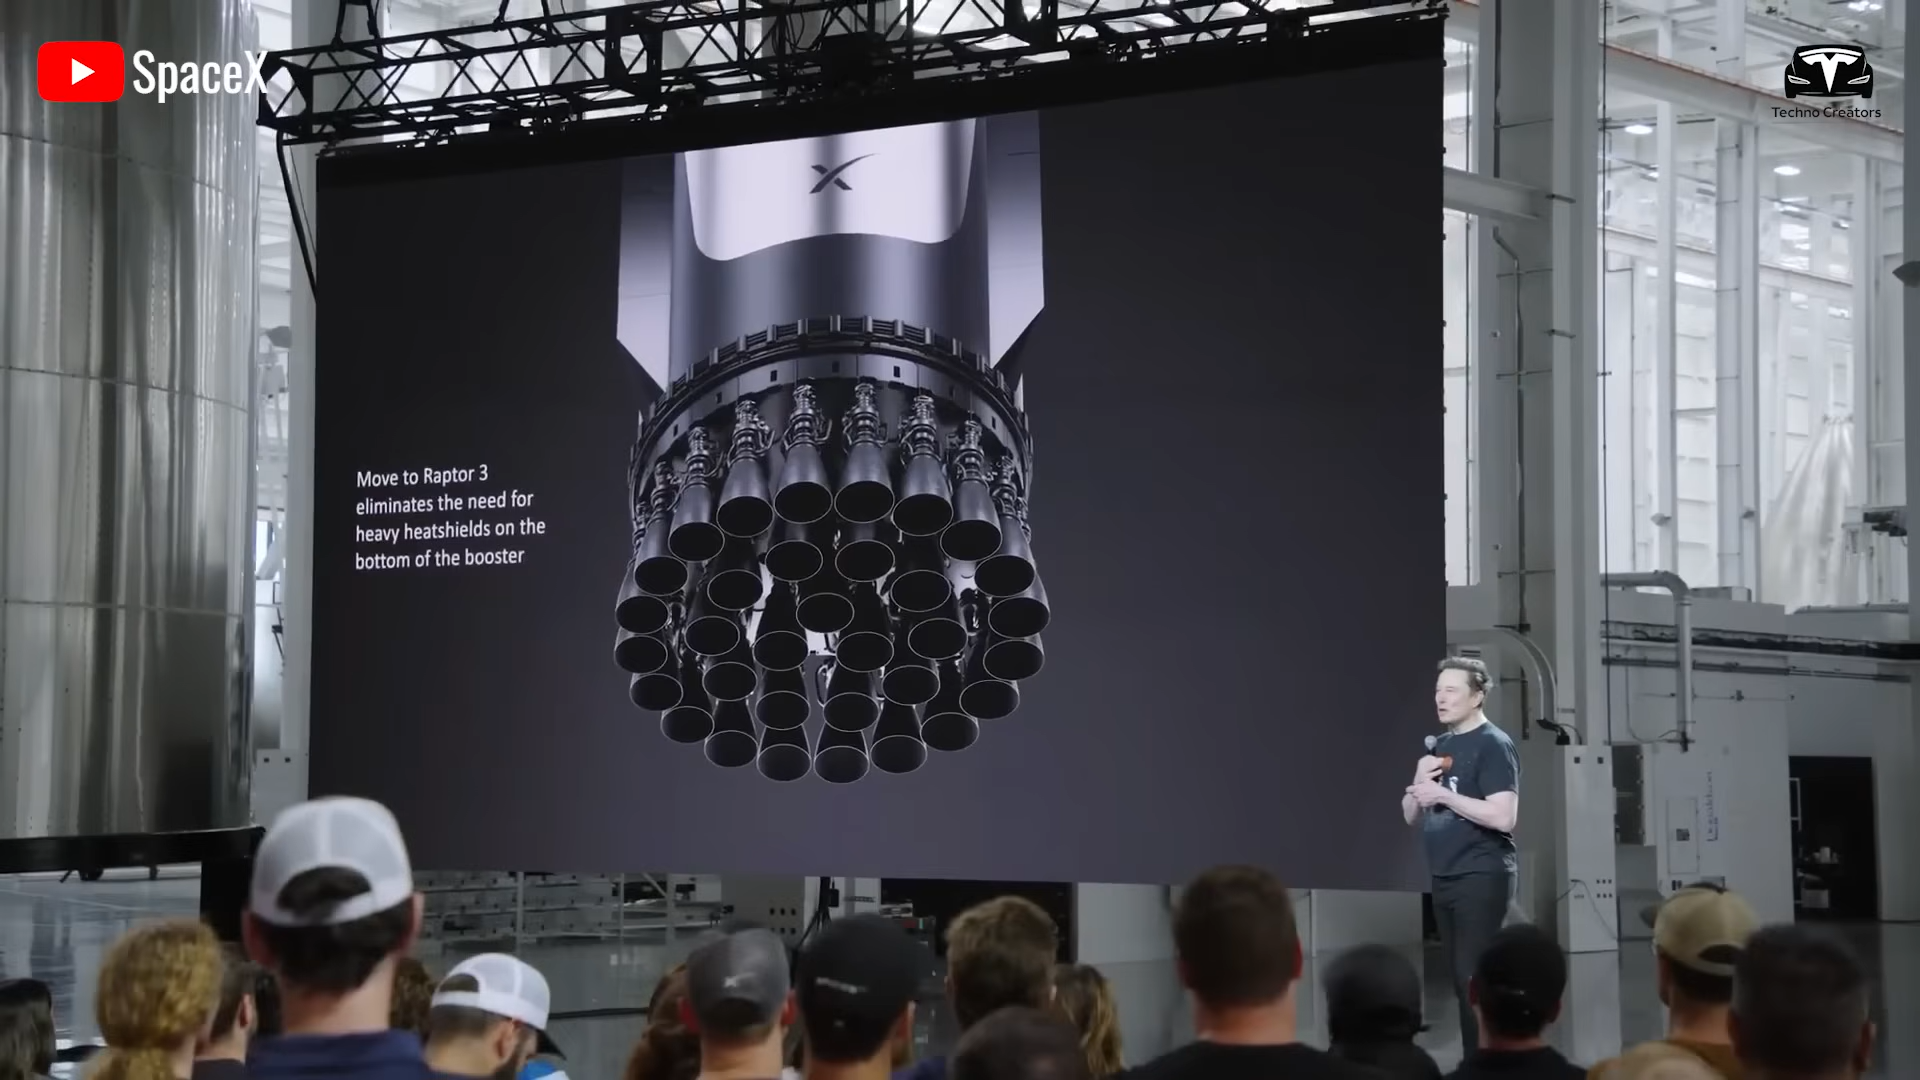 SpaceX
Techno Creators
Move to Raptor 3
eliminates the need for
heavy heatshields on the
bottom of the booster